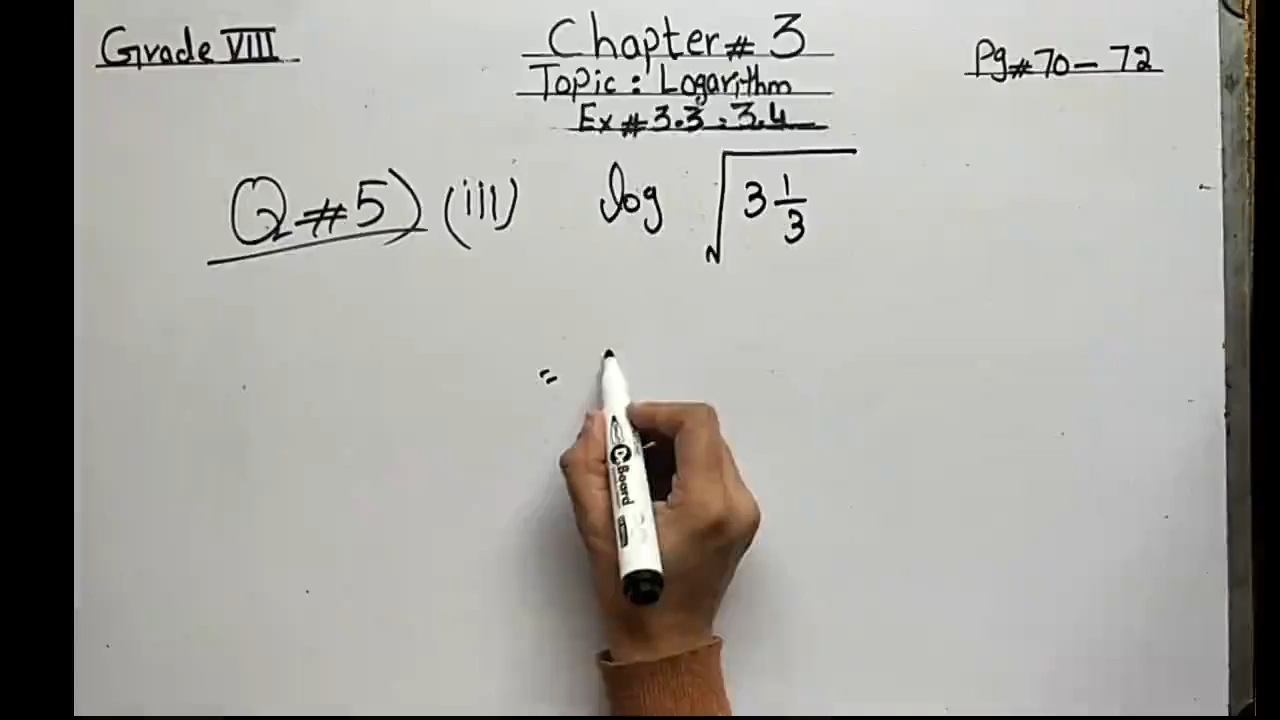 Grade VIII
Chapter # 3
Pg # 70 - 72
Topic : Logarithm
Ex # 3.3 , 3.4
Q # 5) (iii) log √3 1/3
=
Board